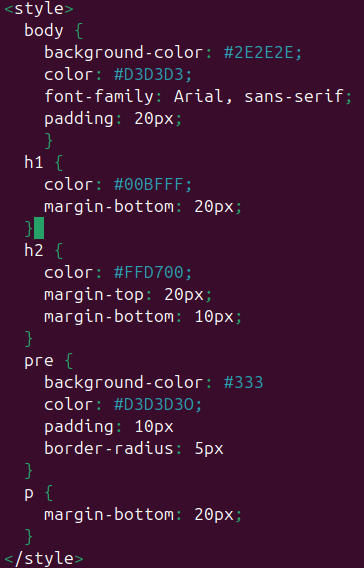 <style>
  body {
    background-color: #2E2E2E;
    color: #D3D3D3;
    font-family: Arial, sans-serif;
    padding: 20px;
    }
  h1 {
    color: #00BFFF;
    margin-bottom: 20px;
  }
  h2 {
    color: #FFD700;
    margin-top: 20px;
    margin-bottom: 10px;
  }
  pre {
    background-color: #333
    color: #D3D3D3O;
    padding: 10px
    border-radius: 5px
  }
  p {
    margin-bottom: 20px;
  }
</style>